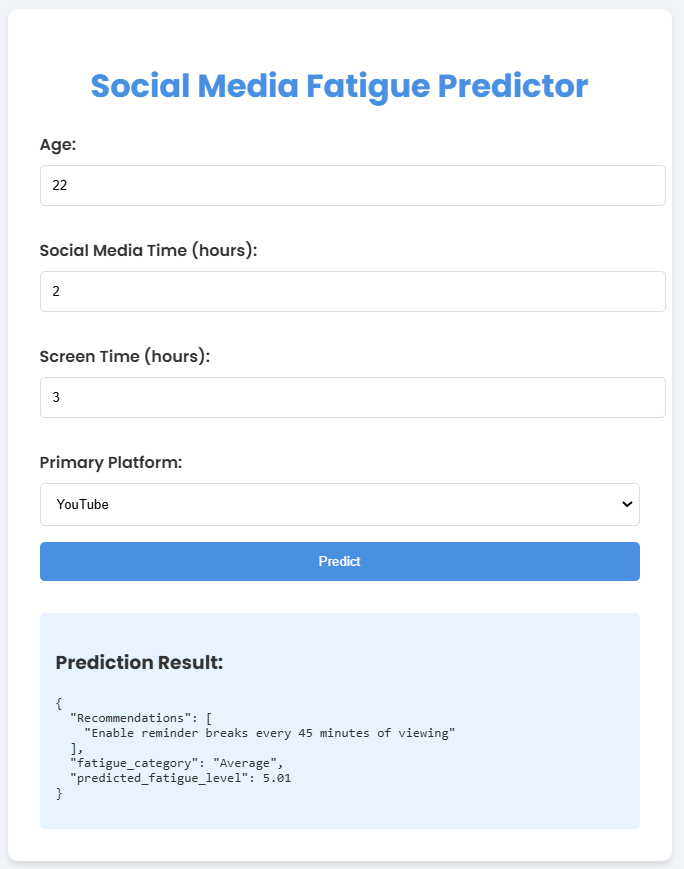 Social Media Fatigue Predictor
Age:
22
Social Media Time (hours):
2
Screen Time (hours):
3
Primary Platform:
YouTube
Predict
Prediction Result:
{
  "Recommendations": [
    "Enable reminder breaks every 45 minutes of viewing"
  ],
  "fatigue_category": "Average",
  "predicted_fatigue_level": 5.01
}